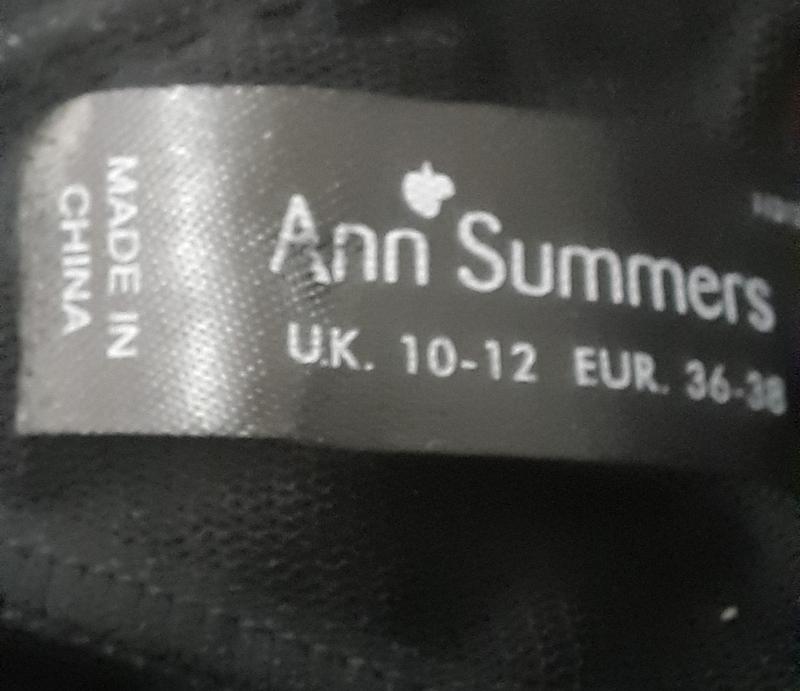 MADE IN
CHINA
Ann Summers
U.K. 10-12 EUR. 36-38